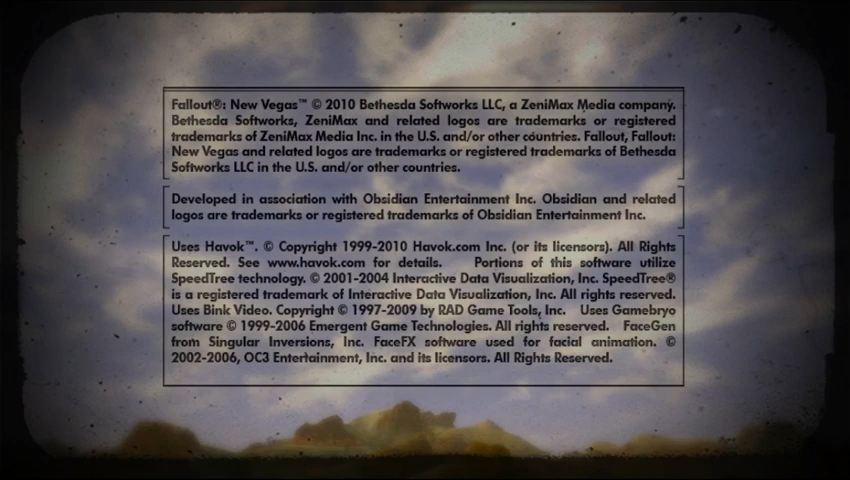 Fallout®: New Vegas™ © 2010 Bethesda Softworks LLC, a ZeniMax Media company.
Bethesda Softworks, ZeniMax and related logos are trademarks or registered
trademarks of ZeniMax Media Inc. in the U.S. and/or other countries. Fallout, Fallout:
New Vegas and related logos are trademarks or registered trademarks of Bethesda
Softworks LLC in the U.S. and/or other countries.
Developed in association with Obsidian Entertainment Inc. Obsidian and related
logos are trademarks or registered trademarks of Obsidian Entertainment Inc.
Uses Havok™. © Copyright 1999-2010 Havok.com Inc. (or its licensors). All Rights
Reserved. See www.havok.com for details. Portions of this software utilize
SpeedTree technology. © 2001-2004 Interactive Data Visualization, Inc. SpeedTree®
is a registered trademark of Interactive Data Visualization, Inc. All rights reserved.
Uses Bink Video. Copyright © 1997-2009 by RAD Game Tools, Inc. Uses Gamebryo
software © 1999-2006 Emergent Game Technologies. All rights reserved. FaceGen
from Singular Inversions, Inc. FaceFX software used for facial animation. ©
2002-2006, OC3 Entertainment, Inc. and its licensors. All Rights Reserved.